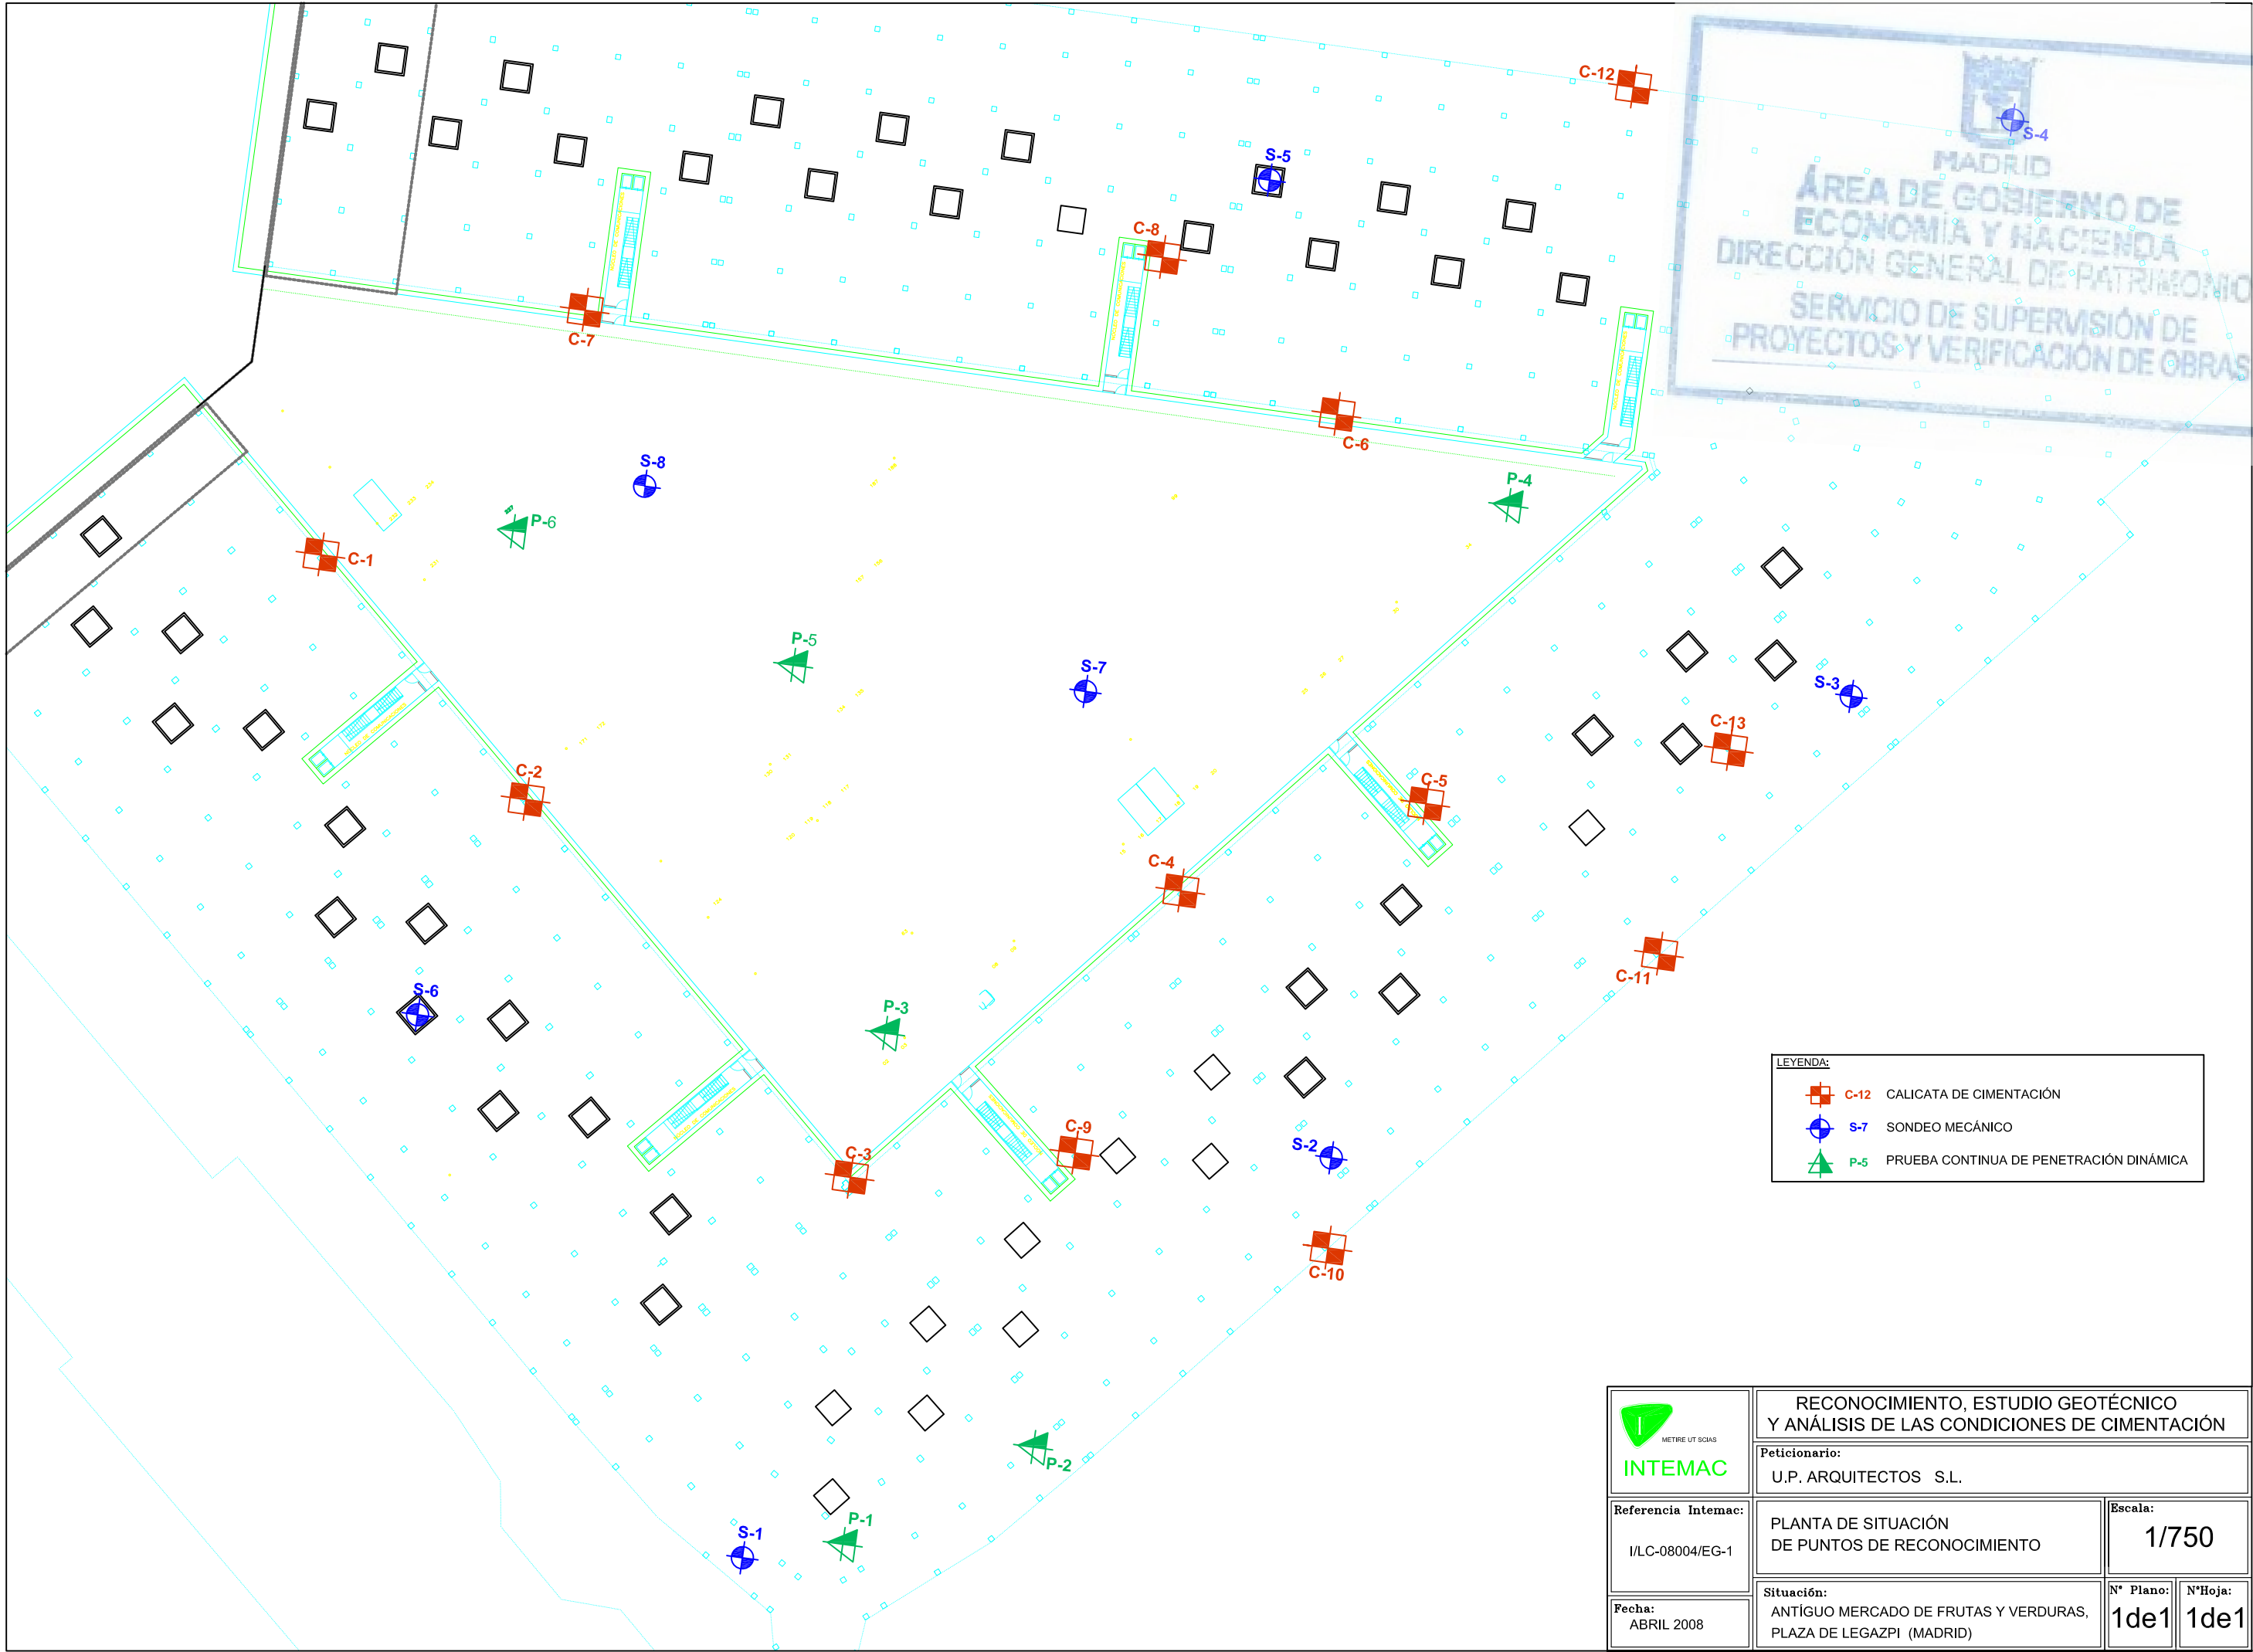 C-12
S-4
MADRID
ÁREA DE GOBIERNO DE
ECONOMÍA Y HACIENDA
DIRECCIÓN GENERAL DE PATRIMONIO
SERVICIO DE SUPERVISIÓN DE
PROYECTOS Y VERIFICACIÓN DE OBRAS
S-5
C-8
C-7
C-6
S-8
P-4
P-6
C-1
P-5
S-7
S-3
C-13
C-2
C-5
C-4
C-11
S-6
P-3
C-9
S-2
C-3
C-10
P-2
P-1
S-1
LEYENDA:
C-12 CALICATA DE CIMENTACIÓN
S-7 SONDEO MECÁNICO
P-5 PRUEBA CONTINUA DE PENETRACIÓN DINÁMICA
METIRE UT SCIAS
INTEMAC
RECONOCIMIENTO, ESTUDIO GEOTÉCNICO
Y ANÁLISIS DE LAS CONDICIONES DE CIMENTACIÓN
Peticionario:
U.P. ARQUITECTOS S.L.
Referencia Intemac:
I/LC-08004/EG-1
PLANTA DE SITUACIÓN
DE PUNTOS DE RECONOCIMIENTO
Escala:
1/750
Fecha:
ABRIL 2008
Situación:
ANTÍGUO MERCADO DE FRUTAS Y VERDURAS,
PLAZA DE LEGAZPI (MADRID)
N° Plano:
1de1
N°Hoja:
1de1